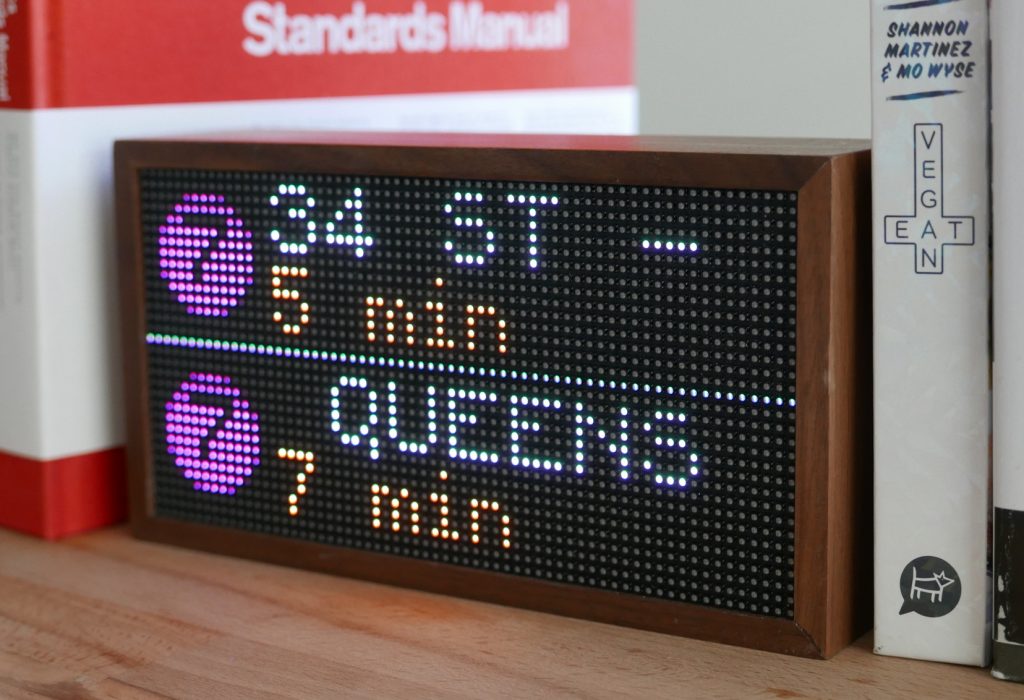 Standards Manual
7 34 ST –
5 min
7 QUEENS
7 min
SHANNON
MARTINEZ
& MO WYSE
VEGAN
EAT